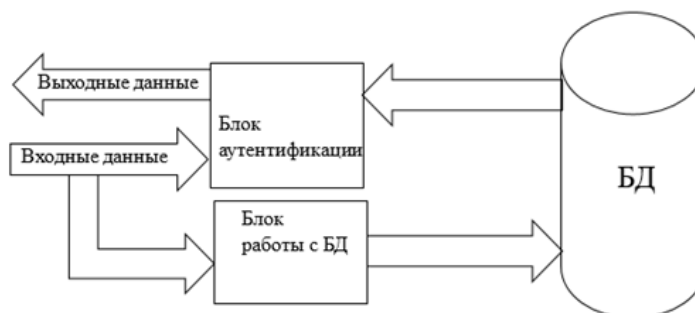 Выходные данные
Блок
аутентификации
Входные данные
БД
Блок
работы с БД